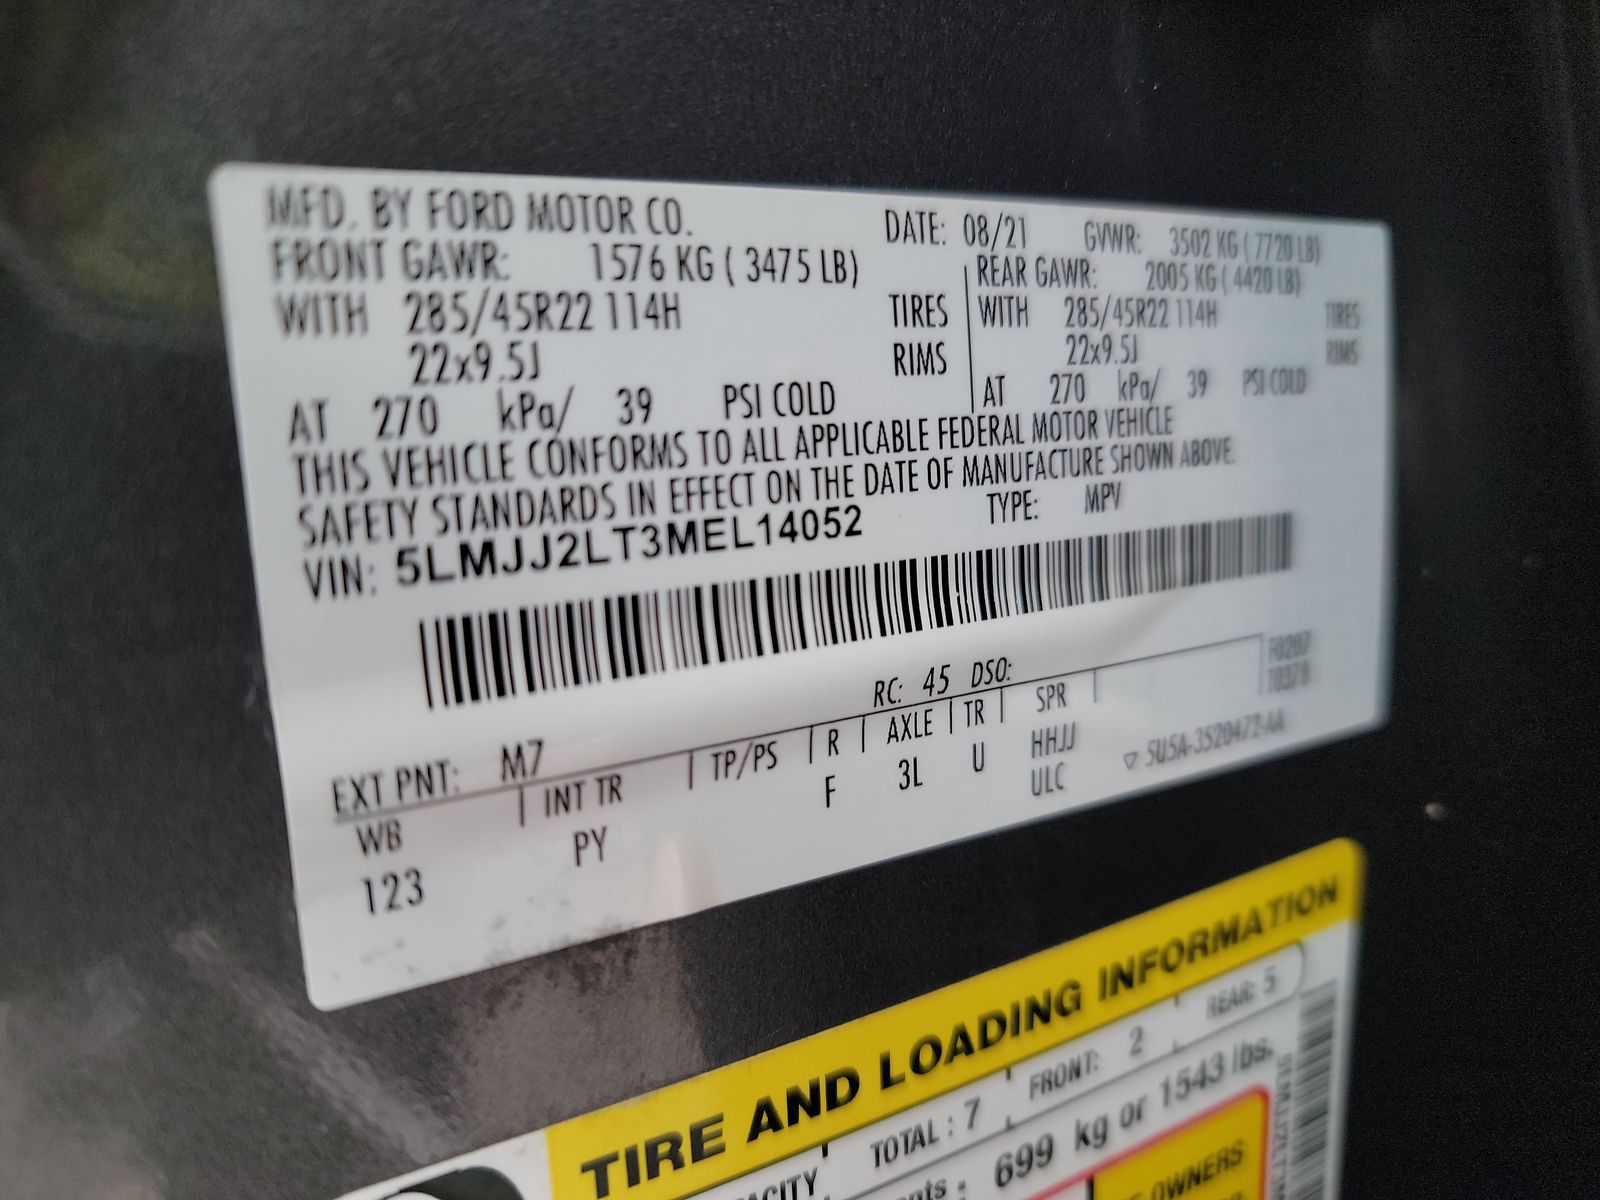 MFD. BY FORD MOTOR CO. DATE: 08/21 GVWR: 3502 KG ( 7720 LB)
FRONT GAWR: 1576 KG ( 3475 LB) REAR GAWR: 2005 KG ( 4420 LB)
WITH 285/45R22 114H TIRES WITH 285/45R22 114H TIRES
22x9.5J RIMS 22x9.5J RIMS
AT 270 kPa/ 39 PSI COLD AT 270 kPa/ 39 PSI COLD
THIS VEHICLE CONFORMS TO ALL APPLICABLE FEDERAL MOTOR VEHICLE
SAFETY STANDARDS IN EFFECT ON THE DATE OF MANUFACTURE SHOWN ABOVE.
VIN: 5LMJJ2LT3MEL14052 TYPE: MPV
EXT PNT: M7 RC: 45 DSO:
WB INT TR TP/PS R AXLE TR SPR
123 PY F 3L U HHJJ
ULC
5U5A-3520472-AA
TIRE AND LOADING INFORMATION
TOTAL : 7 FRONT: 2 REAR: 5
699 kg or 1543 lbs.
OWNERS